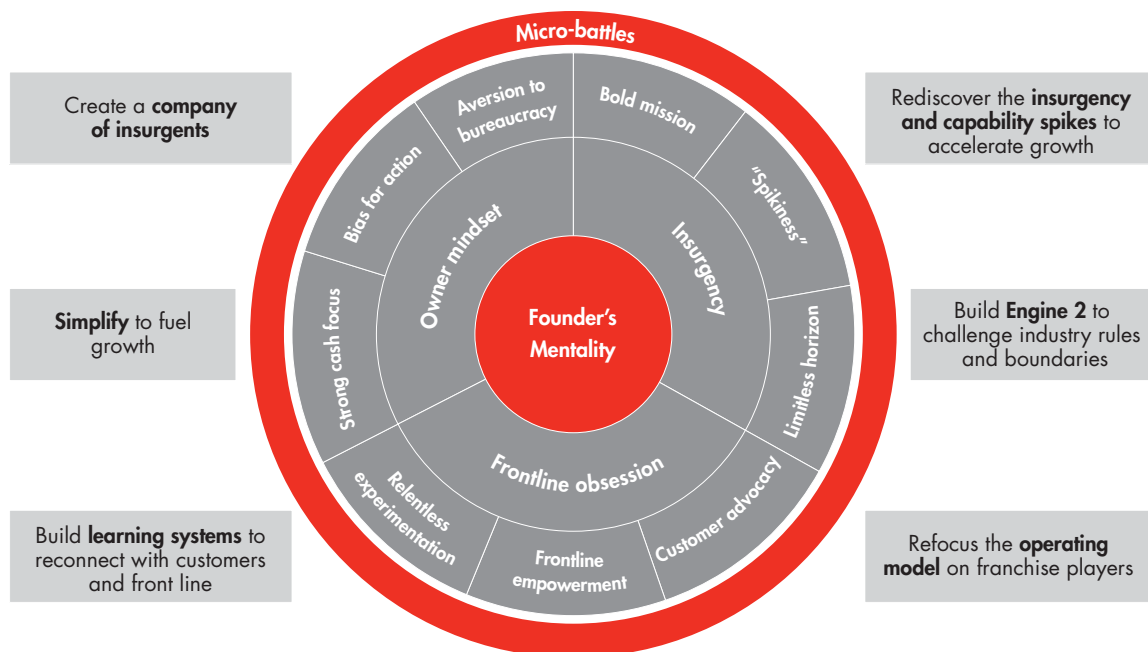 Micro-battles
Create a company
of insurgents
Simplify to fuel
growth
Build learning systems to
reconnect with customers
and front line
Aversion to
bureaucracy
Bold mission
Bias for action
“Spikiness”
Owner mindset
Insurgency
Founder’s
Mentality
Strong cash focus
Limitless horizon
Frontline obsession
Relentless
experimentation
Frontline
empowerment
Customer advocacy
Rediscover the insurgency
and capability spikes to
accelerate growth
Build Engine 2 to
challenge industry rules
and boundaries
Refocus the operating
model on franchise players